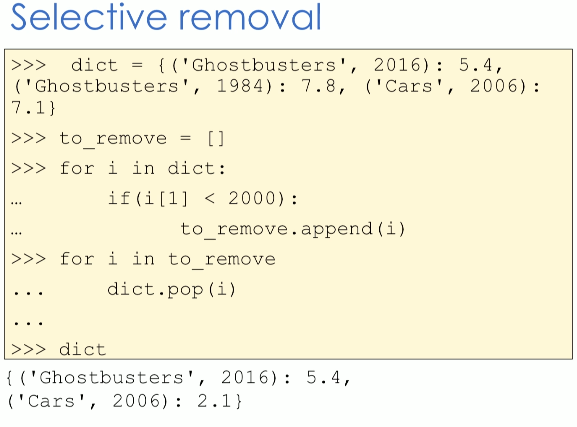 Selective removal
>>>  dict = {('Ghostbusters', 2016): 5.4,
('Ghostbusters', 1984): 7.8, ('Cars', 2006):
7.1}
>>> to_remove = []
>>> for i in dict:
…       if(i[1] < 2000):
…             to_remove.append(i)
>>> for i in to_remove
...     dict.pop(i)
...
>>> dict
{('Ghostbusters', 2016): 5.4,
('Cars', 2006): 2.1}